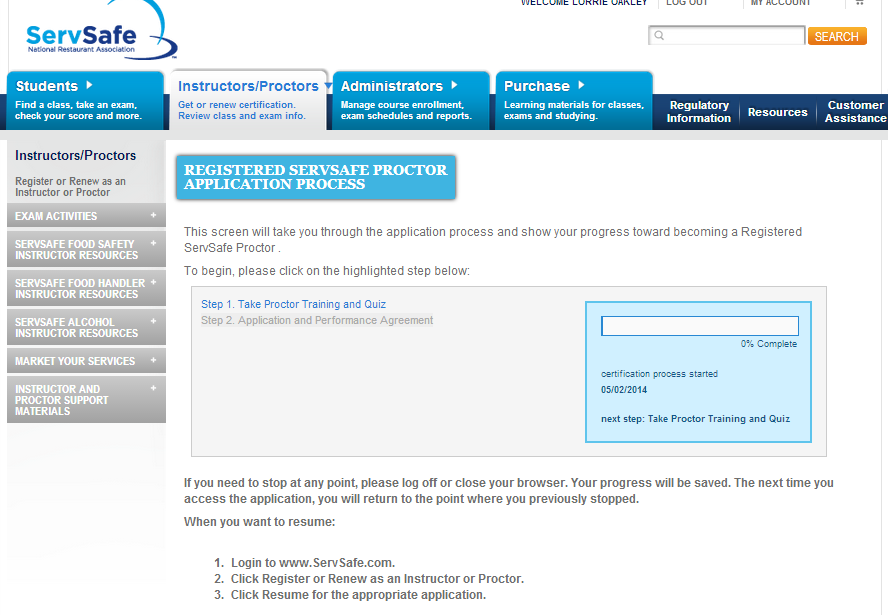 WELCOME LORRIE OAKLEY
LOG OUT
MY ACCOUNT
ServSafe
National Restaurant Association
SEARCH
Students
Find a class, take an exam,
check your score and more.
Instructors/Proctors
Get or renew certification.
Review class and exam info.
Administrators
Manage course enrollment,
exam schedules and reports.
Purchase
Learning materials for classes,
exams and studying.
Regulatory
Information
Resources
Customer
Assistance
Instructors/Proctors
Register or Renew as an
Instructor or Proctor
EXAM ACTIVITIES +
SERVSAFE FOOD SAFETY +
INSTRUCTOR RESOURCES
SERVSAFE FOOD HANDLER +
INSTRUCTOR RESOURCES
SERVSAFE ALCOHOL +
INSTRUCTOR RESOURCES
MARKET YOUR SERVICES +
INSTRUCTOR AND +
PROCTOR SUPPORT
MATERIALS
REGISTERED SERVSAFE PROCTOR
APPLICATION PROCESS
This screen will take you through the application process and show your progress toward becoming a Registered
ServSafe Proctor .
To begin, please click on the highlighted step below:
Step 1. Take Proctor Training and Quiz
Step 2. Application and Performance Agreement
0% Complete
certification process started
05/02/2014
next step: Take Proctor Training and Quiz
If you need to stop at any point, please log off or close your browser. Your progress will be saved. The next time you
access the application, you will return to the point where you previously stopped.
When you want to resume:
1. Login to www.ServSafe.com.
2. Click Register or Renew as an Instructor or Proctor.
3. Click Resume for the appropriate application.